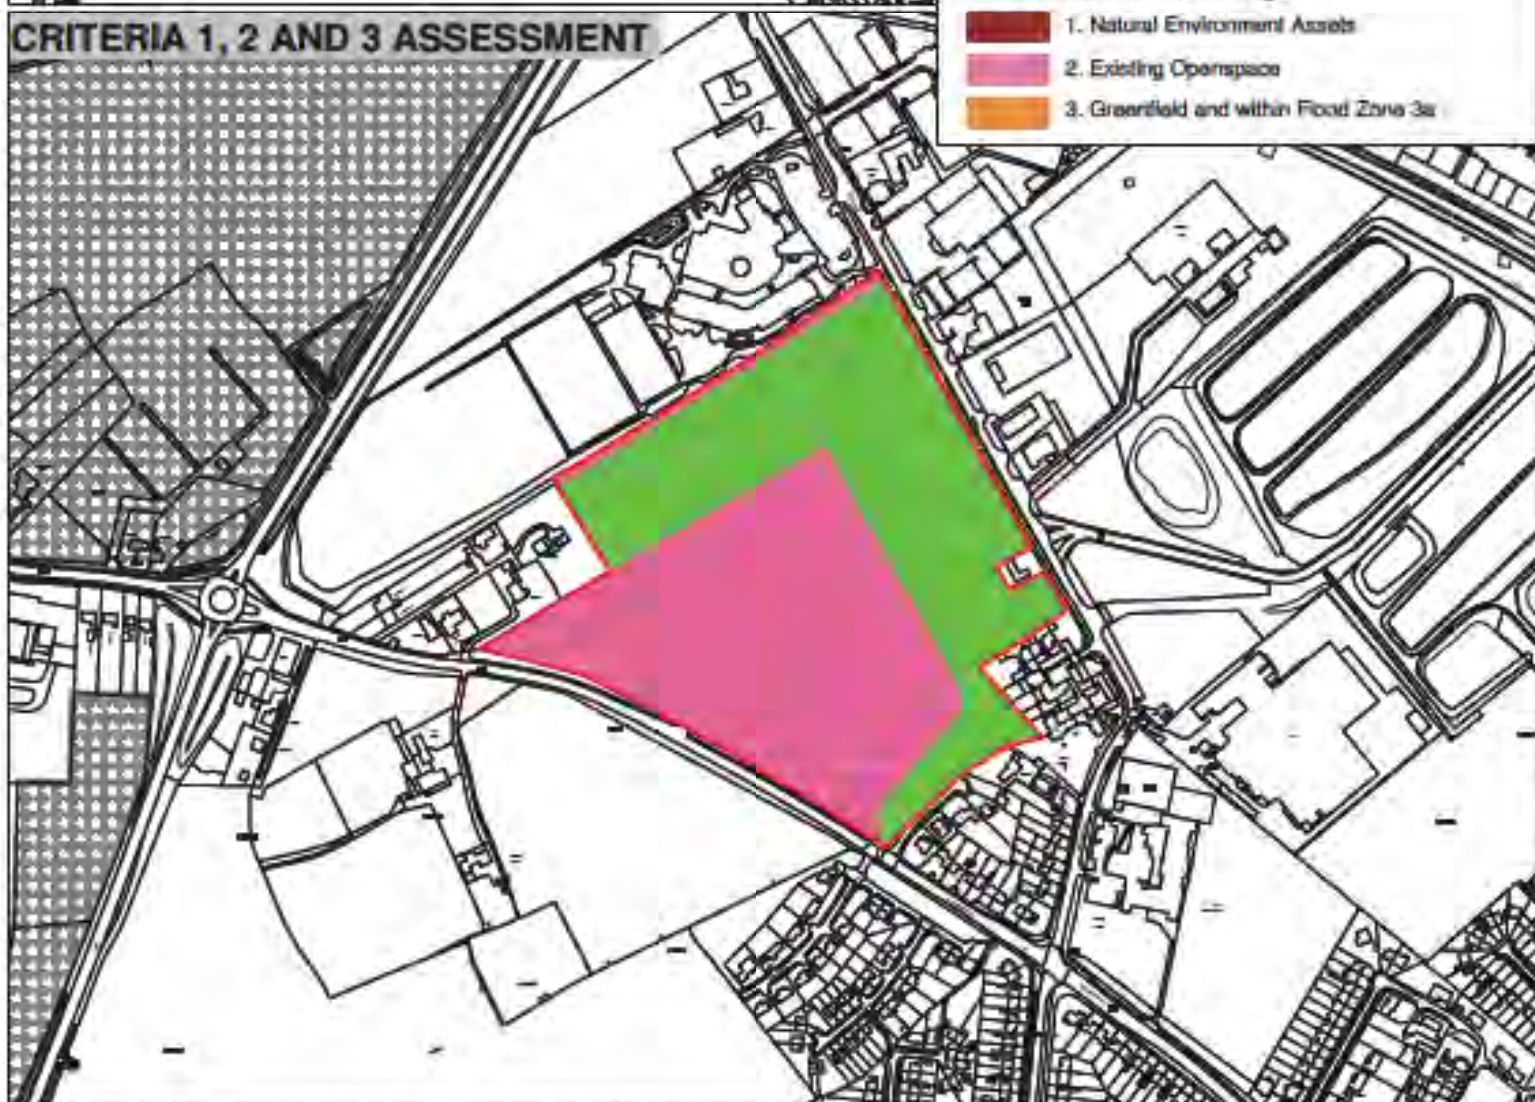 CRITERIA 1, 2 AND 3 ASSESSMENT
1. Natural Environment Assets
2. Existing Openspace
3. Greenfield and within Flood Zone 3a